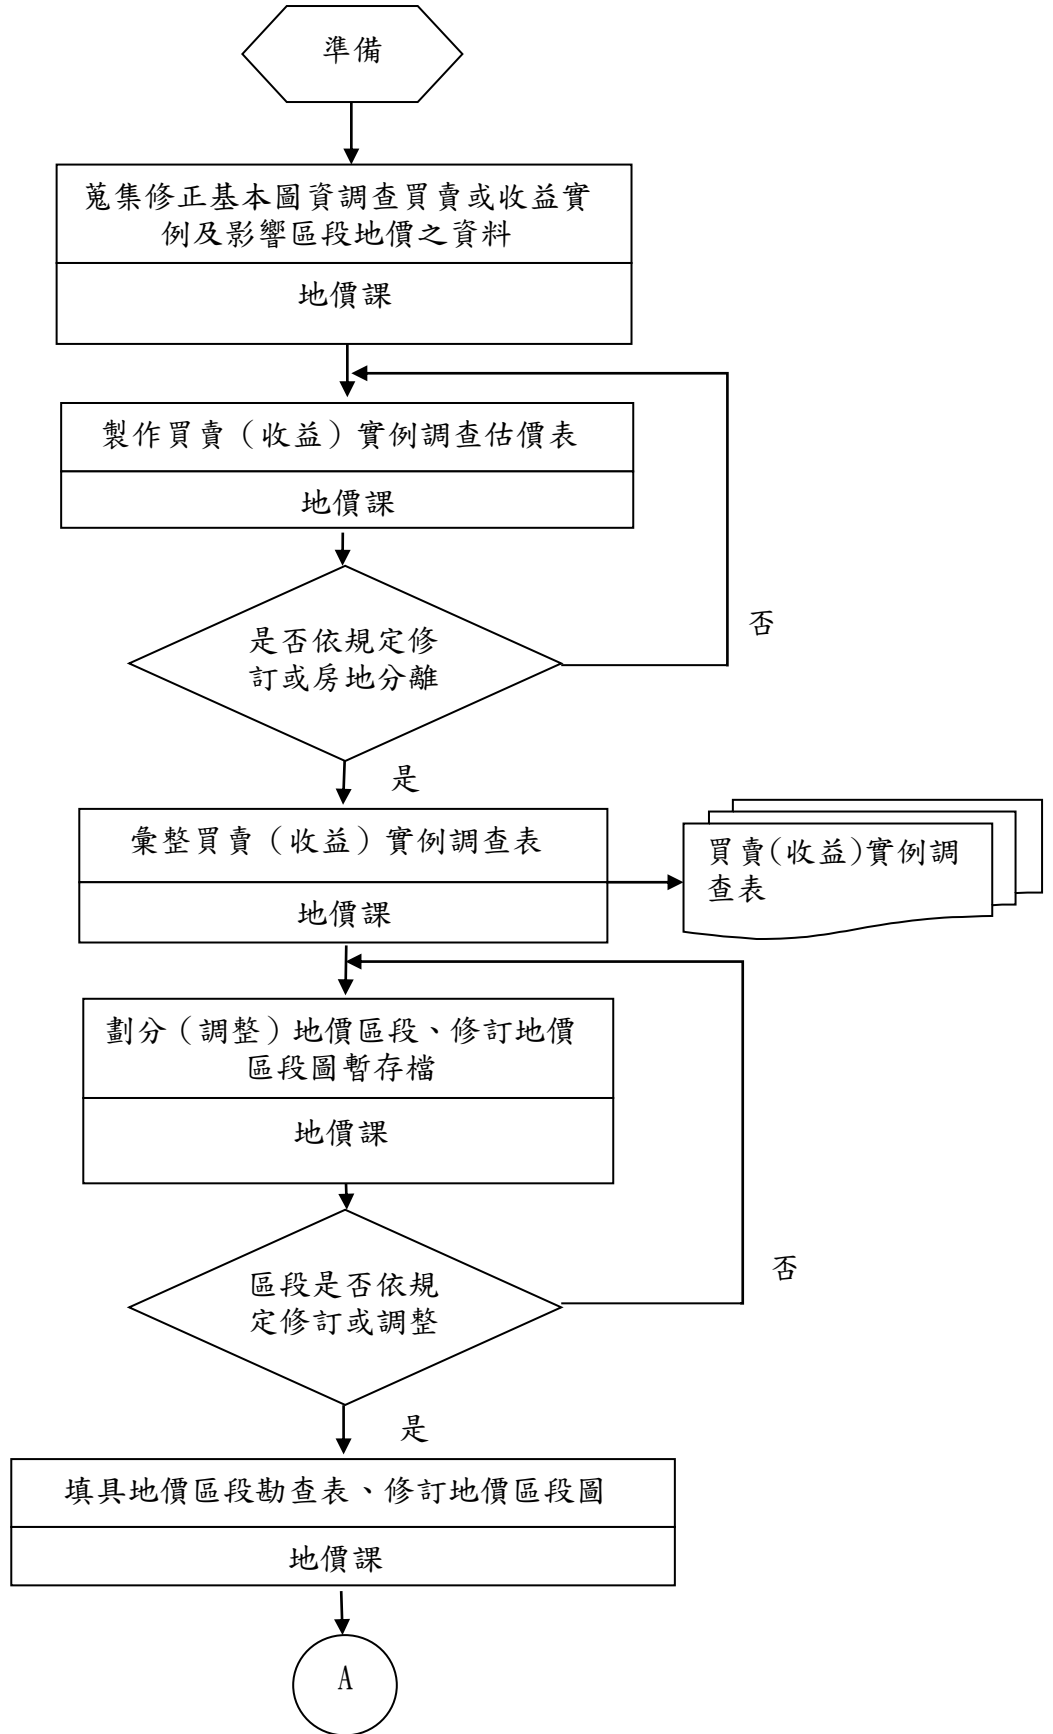 準備
蒐集修正基本圖資調查買賣或收益實
例及影響區段地價之資料
地價課
製作買賣（收益）實例調查估價表
地價課
是否依規定修
訂或房地分離
否
是
彙整買賣（收益）實例調查表
地價課
買賣(收益)實例調
查表
劃分（調整）地價區段、修訂地價
區段圖暫存檔
地價課
區段是否依規
定修訂或調整
否
是
填具地價區段勘查表、修訂地價區段圖
地價課
A